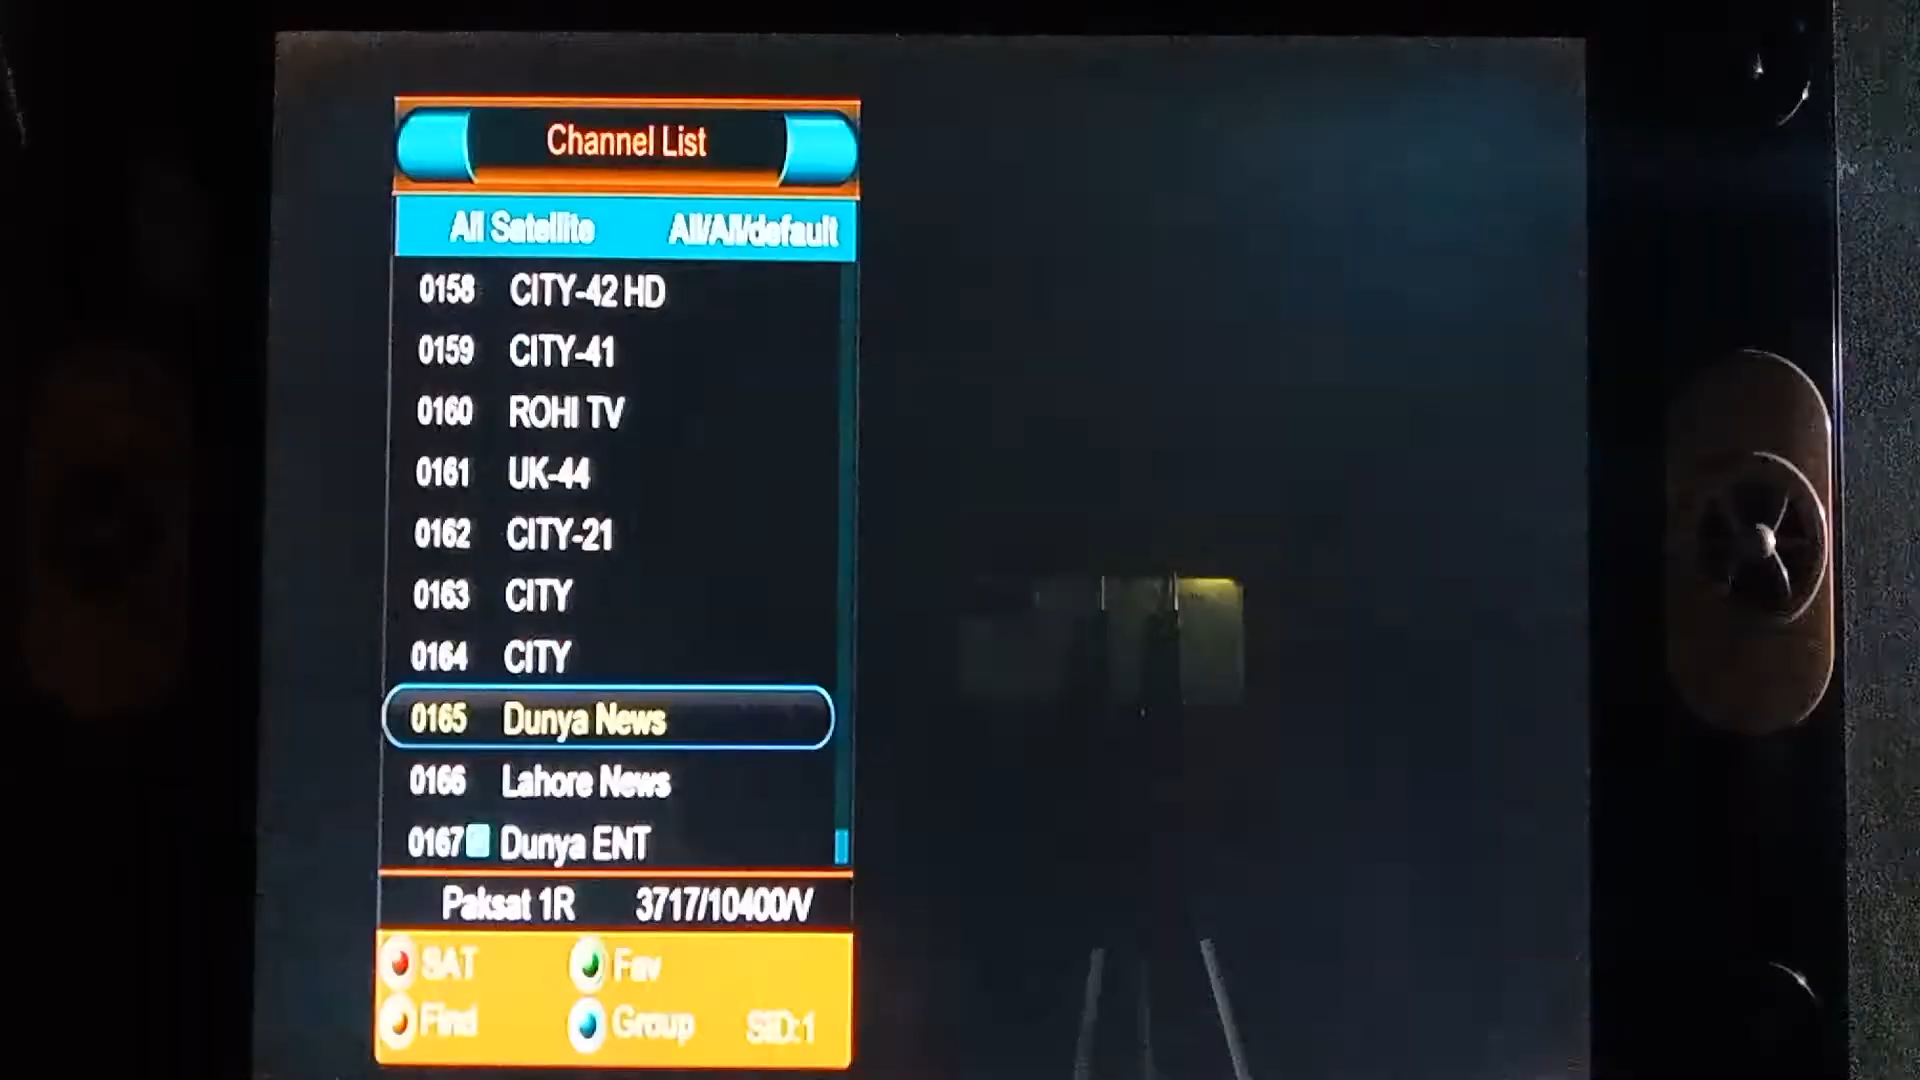 Channel List
All Satellite All/All/default
0158 CITY-42 HD
0159 CITY-41
0160 ROHI TV
0161 UK-44
0162 CITY-21
0163 CITY
0164 CITY
0165 Dunya News
0166 Lahore News
0167 Dunya ENT
Paksat 1R 3717/10400/V
SAT Fav
Find Group SID:1